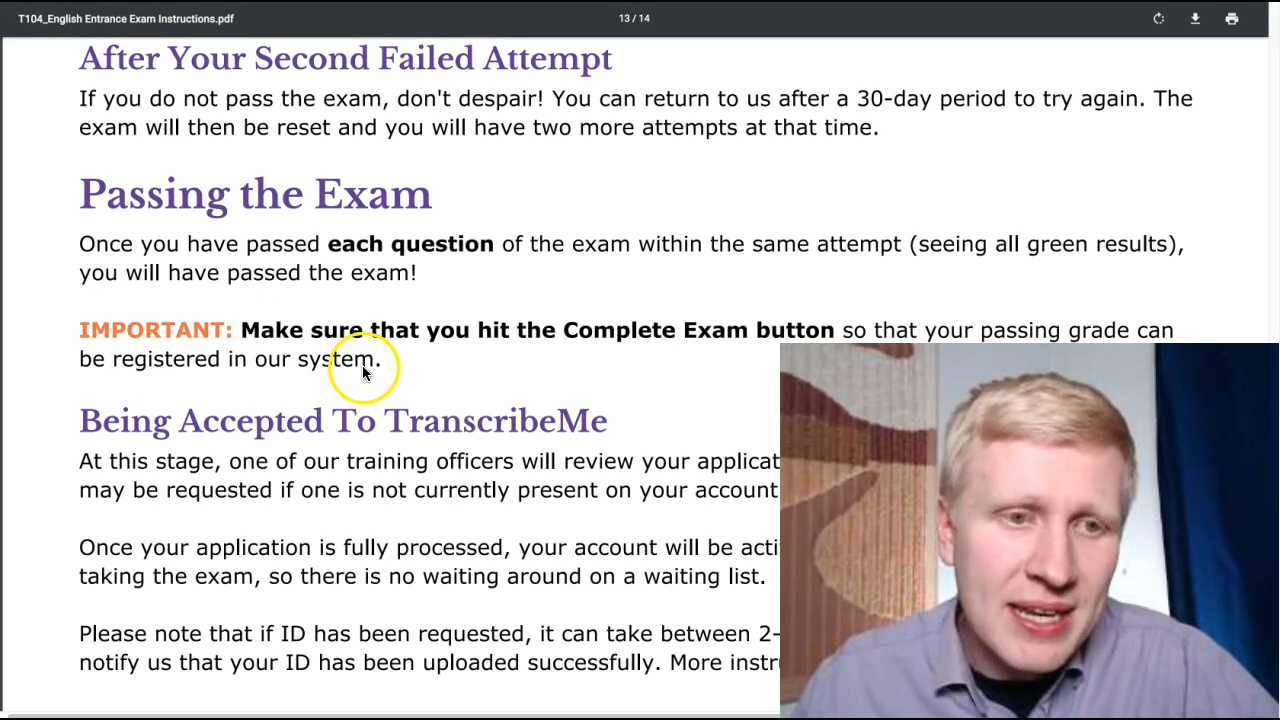 T104_English Entrance Exam Instructions.pdf
13 / 14
After Your Second Failed Attempt
If you do not pass the exam, don't despair! You can return to us after a 30-day period to try again. The
exam will then be reset and you will have two more attempts at that time.
Passing the Exam
Once you have passed each question of the exam within the same attempt (seeing all green results),
you will have passed the exam!
IMPORTANT: Make sure that you hit the Complete Exam button so that your passing grade can
be registered in our system.
Being Accepted To TranscribeMe
At this stage, one of our training officers will review your applicat
may be requested if one is not currently present on your account
Once your application is fully processed, your account will be acti
taking the exam, so there is no waiting around on a waiting list.
Please note that if ID has been requested, it can take between 2-
notify us that your ID has been uploaded successfully. More instr